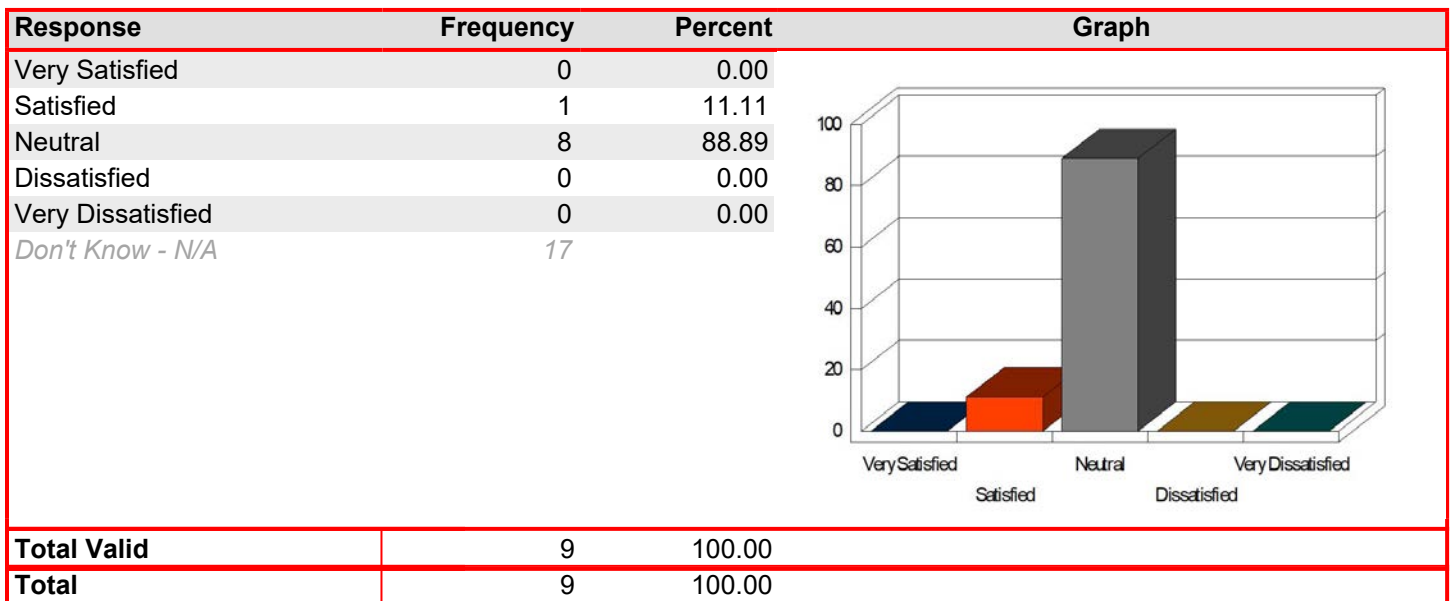 Response Frequency Percent Graph
Very Satisfied 0 0.00
Satisfied 1 11.11
Neutral 8 88.89
Dissatisfied 0 0.00
Very Dissatisfied 0 0.00
Don't Know - N/A 17
100
80
60
40
20
0
Very Satisfied Neutral Very Dissatisfied
Satisfied Dissatisfied
Total Valid 9 100.00
Total 9 100.00